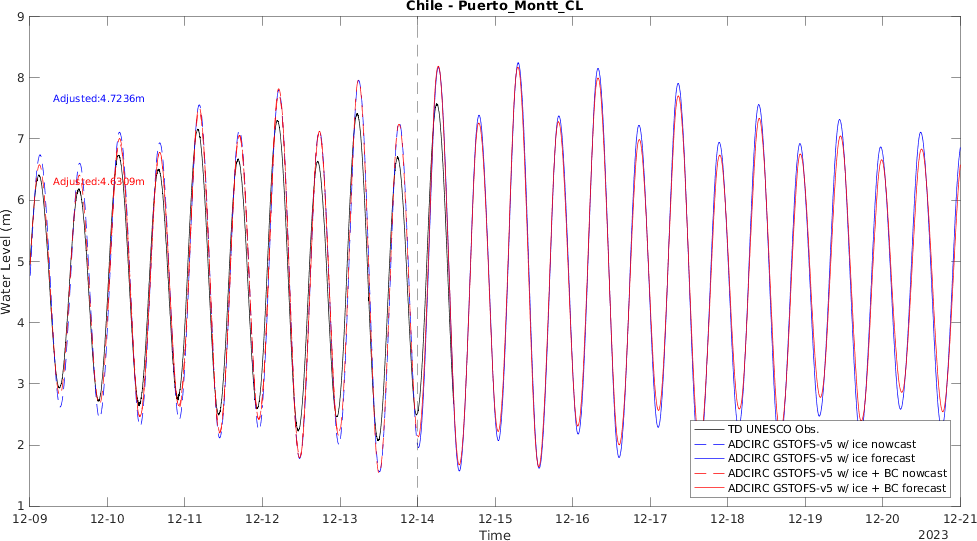 Chile - Puerto_Montt_CL
9
8
7
6
5
4
3
2
1
Water Level (m)
Adjusted:4.7236m
Adjusted:4.6309m
TD UNESCO Obs.
ADCIRC GSTOFS-v5 w/ ice nowcast
ADCIRC GSTOFS-v5 w/ ice forecast
ADCIRC GSTOFS-v5 w/ ice + BC nowcast
ADCIRC GSTOFS-v5 w/ ice + BC forecast
12-09 12-10 12-11 12-12 12-13 12-14 12-15 12-16 12-17 12-18 12-19 12-20 12-21
Time
2023